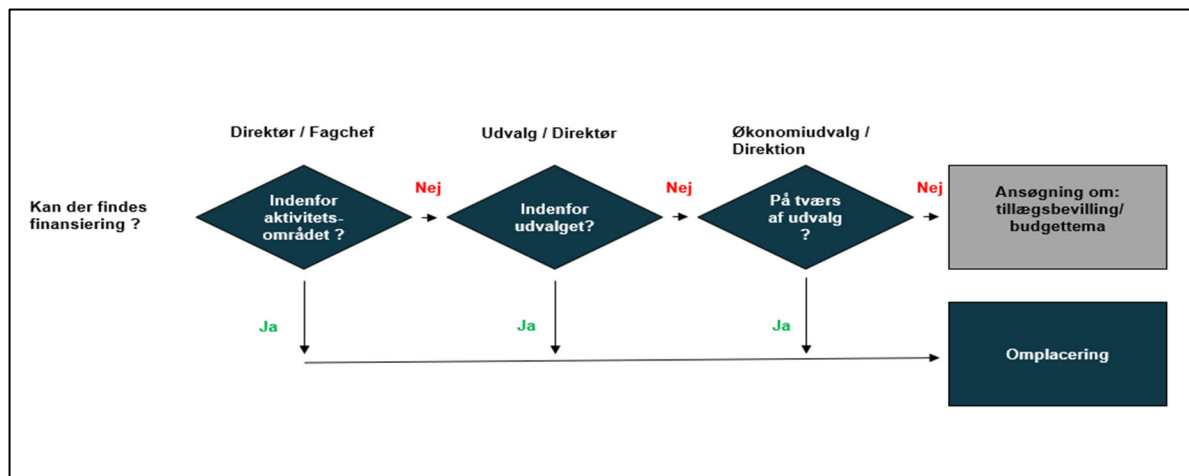 Direktør / Fagchef
Udvalg / Direktør
Økonomiudvalg /
Direktion
Kan der findes
finansiering ?
Indenfor
aktivitets-
området ?
Nej
Indenfor
udvalget?
Nej
På tværs
af udvalg
?
Nej
Ansøgning om:
tillægsbevilling/
budgettema
Ja
Ja
Ja
Omplacering